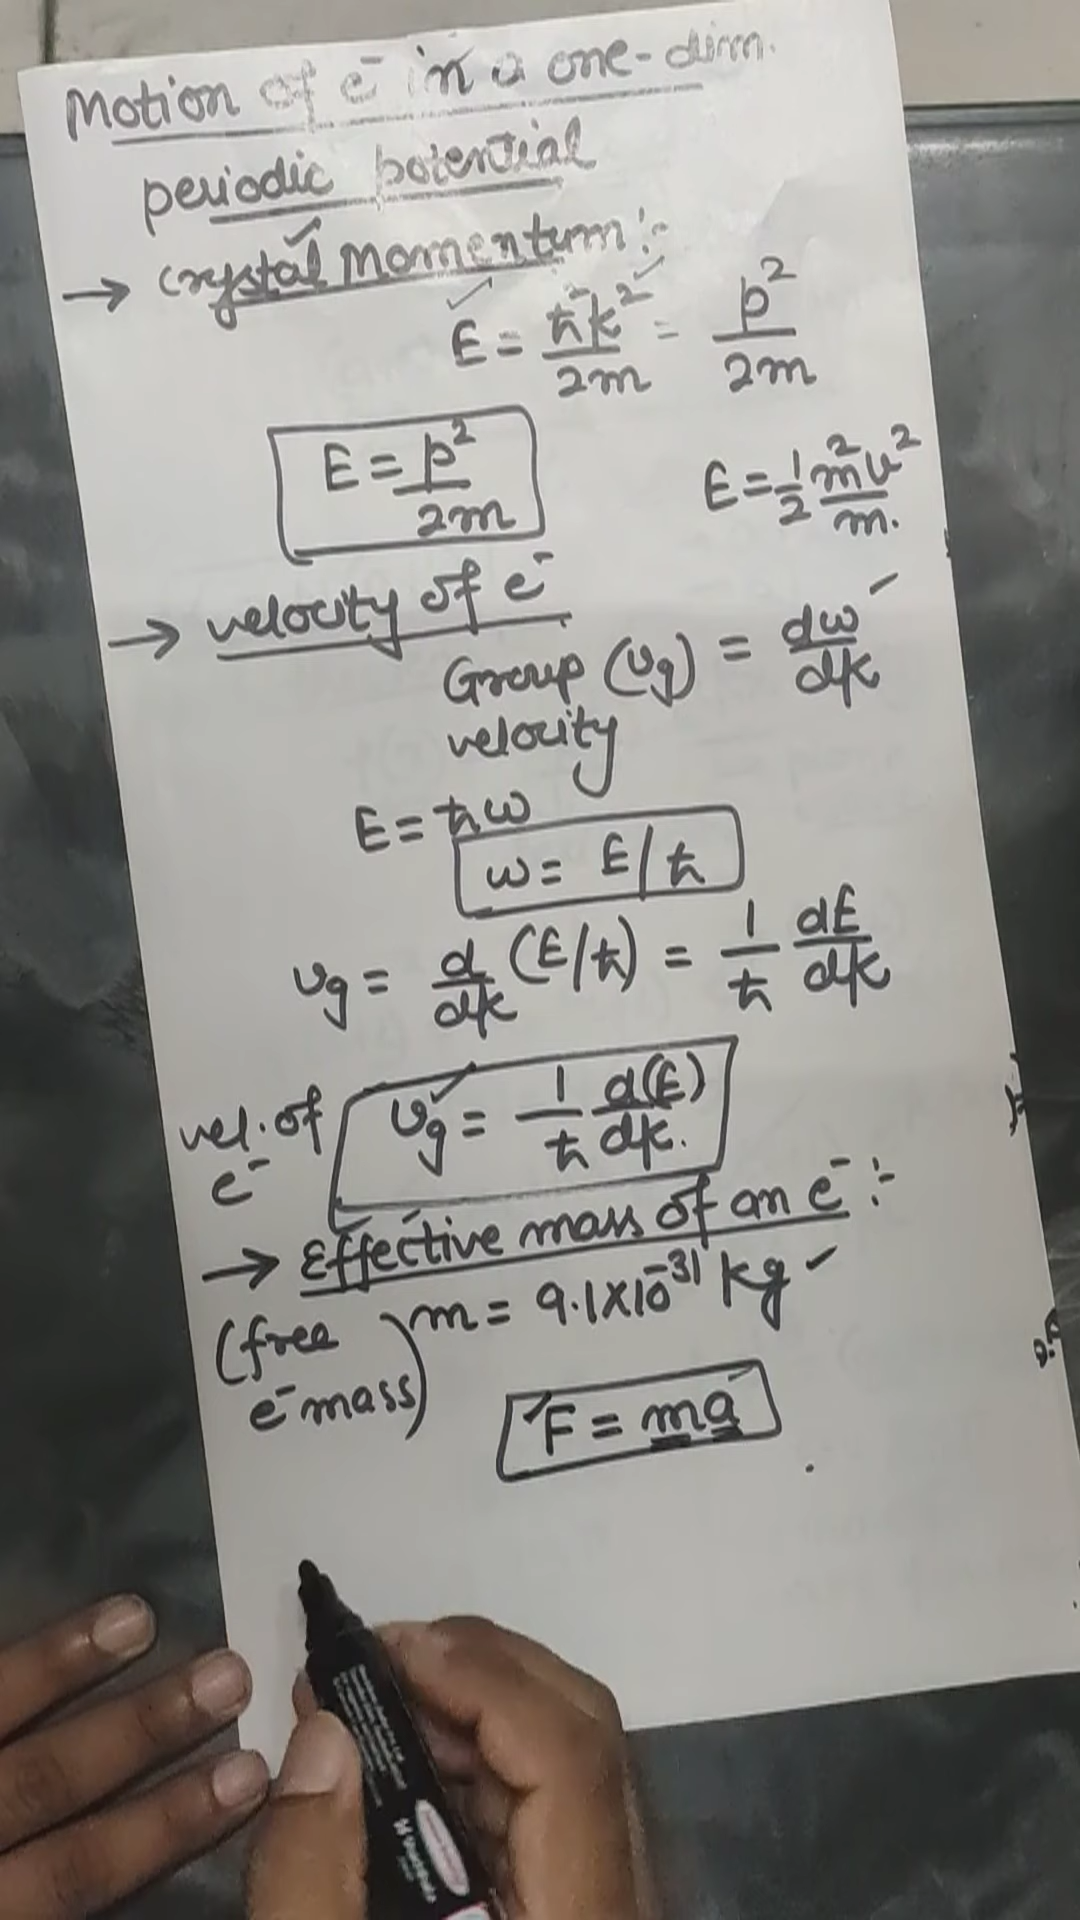 Motion of e⁻ in a one-dim.
periodic potential
→ crystal momentum :-
E = ħ²k²/2m = p²/2m
E = p²/2m
E = 1/2 m²v²/m.
→ velocity of e⁻
Group (vg) = dω/dk
velocity
E = ħω
ω = E/ħ
vg = d/dk (E/ħ) = 1/ħ dE/dk
vel. of e⁻
vg = 1/ħ d(E)/dk.
→ Effective mass of an e⁻ :-
(free e⁻ mass) m = 9.1x10⁻³¹ kg
F = ma